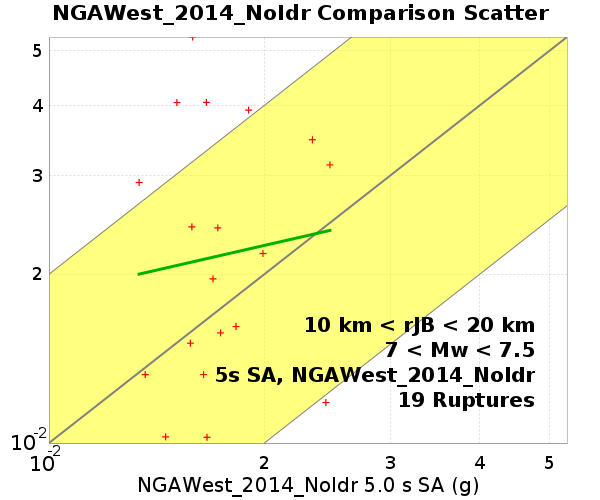 NGAWest_2014_NoIdr Comparison Scatter
5
4
3
2
10-2
10-2
2
3
4
5
10 km < rJB < 20 km
7 < Mw < 7.5
5s SA, NGAWest_2014_NoIdr
19 Ruptures
NGAWest_2014_NoIdr 5.0 s SA (g)